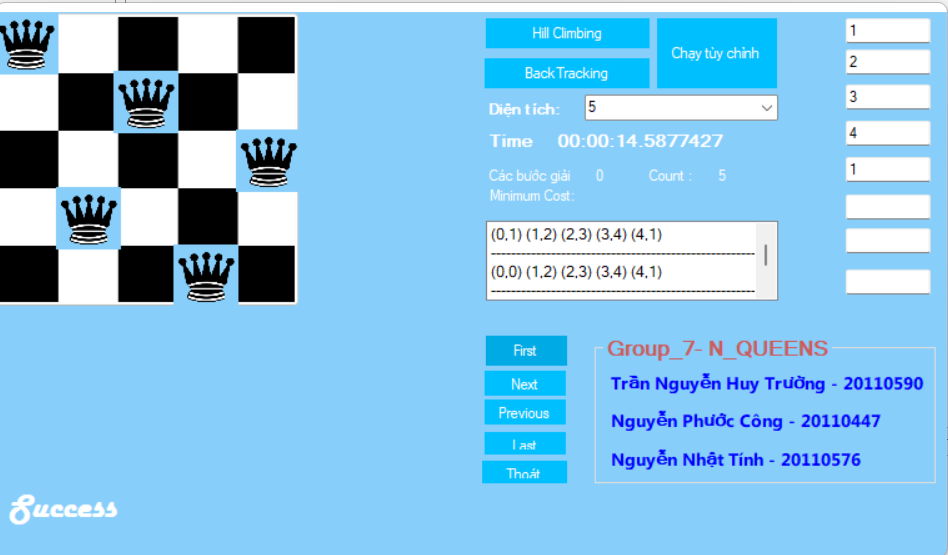 Hill Climbing
BackTracking
Chạy tùy chỉnh
Diện tích:
5
Time 00:00:14.5877427
Các bước giải 0 Count : 5
Minimum Cost:
(0,1) (1,2) (2,3) (3,4) (4,1)
(0,0) (1,2) (2,3) (3,4) (4,1)
1
2
3
4
1
First
Next
Previous
Last
Thoát
Group_7- N_QUEENS
Trần Nguyễn Huy Trường - 20110590
Nguyễn Phước Công - 20110447
Nguyễn Nhật Tính - 20110576
Success